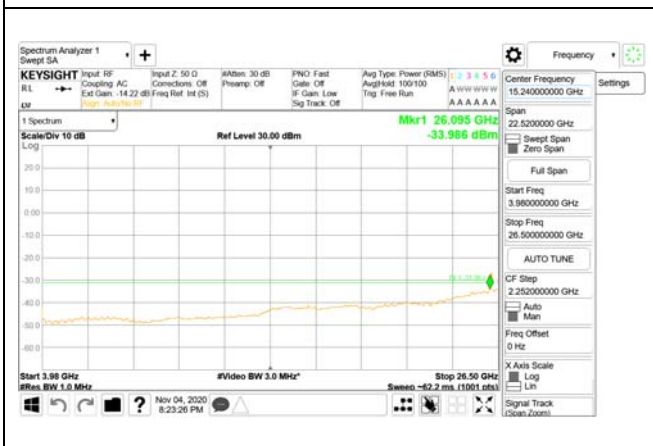 Spectrum Analyzer 1
Swept SA
Frequency
KEYSIGHT
RL
Input: RF
Coupling: AC
Ext Gain: -14.22 dB
Align: Auto/No RF
Input Z: 50 Ω
Corrections: Off
Freq Ref: Int (S)
#Atten: 30 dB
Preamp: Off
PNO: Fast
Gate: Off
IF Gain: Low
Sig Track: Off
Avg Type: Power (RMS)
Avg|Hold: 100/100
Trig: Free Run
1 2 3 4 5 6
A W W W W W
A A A A A A
1 Spectrum
Scale/Div 10 dB
Log
Ref Level 30.00 dBm
Mkr1 26.095 GHz
-33.986 dBm
20.0
10.0
0.00
-10.0
-20.0
-30.0
-40.0
-50.0
-60.0
Start 3.98 GHz
#Res BW 1.0 MHz
#Video BW 3.0 MHz*
Stop 26.50 GHz
Sweep ~62.2 ms (1001 pts)
Nov 04, 2020
8:23:26 PM
Center Frequency
15.240000000 GHz
Settings
Span
22.5200000 GHz
Swept Span
Zero Span
Full Span
Start Freq
3.980000000 GHz
Stop Freq
26.500000000 GHz
AUTO TUNE
CF Step
2.252000000 GHz
Auto
Man
Freq Offset
0 Hz
X Axis Scale
Log
Lin
Signal Track
(Span Zoom)